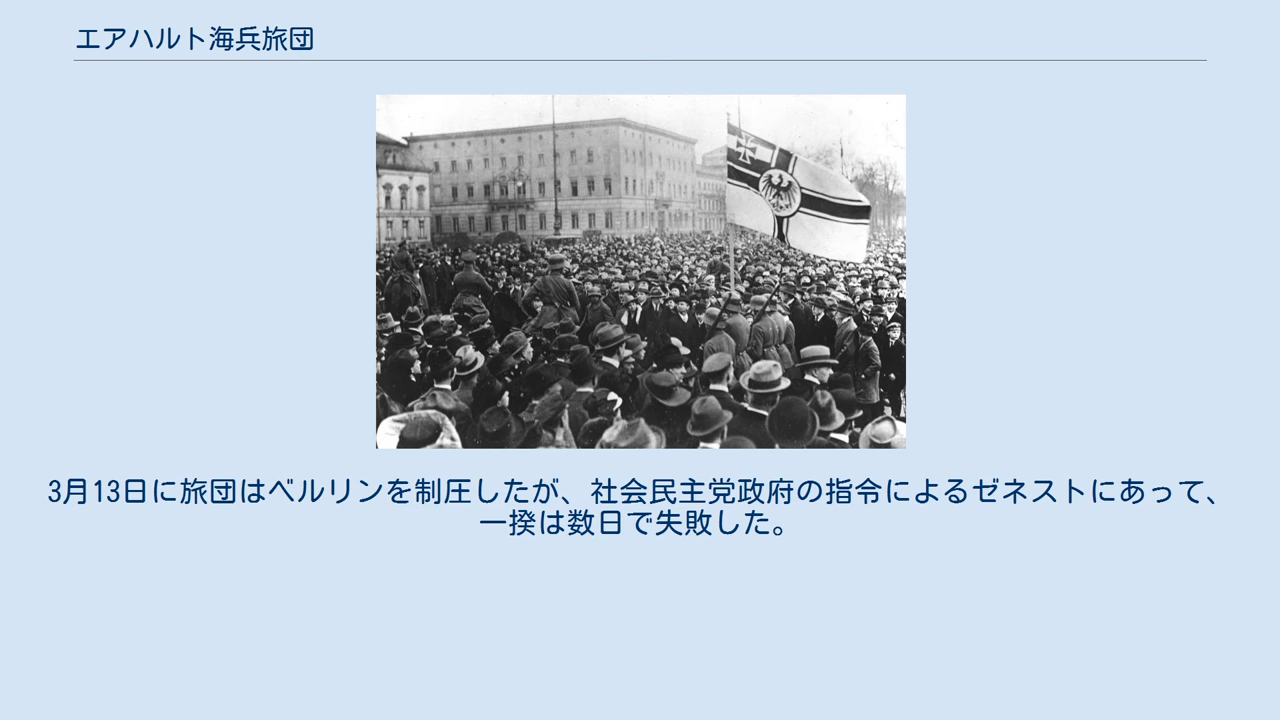 エアハルト海兵旅団
3月13日に旅団はベルリンを制圧したが、社会民主党政府の指令によるゼネストにあって、
一揆は数日で失敗した。